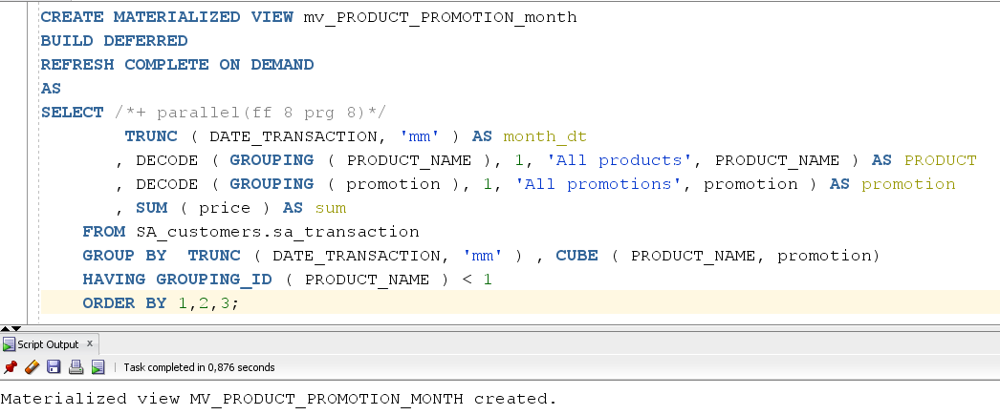 CREATE MATERIALIZED VIEW mv_PRODUCT_PROMOTION_month
BUILD DEFERRED
REFRESH COMPLETE ON DEMAND
AS
SELECT /*+ parallel(ff 8 prg 8)*/
TRUNC ( DATE_TRANSACTION, 'mm' ) AS month_dt
, DECODE ( GROUPING ( PRODUCT_NAME ), 1, 'All products', PRODUCT_NAME ) AS PRODUCT
, DECODE ( GROUPING ( promotion ), 1, 'All promotions', promotion ) AS promotion
, SUM ( price ) AS sum
FROM SA_customers.sa_transaction
GROUP BY  TRUNC ( DATE_TRANSACTION, 'mm' ) , CUBE ( PRODUCT_NAME, promotion)
HAVING GROUPING_ID ( PRODUCT_NAME ) < 1
ORDER BY 1,2,3;
Script Output x
Task completed in 0,876 seconds
Materialized view MV_PRODUCT_PROMOTION_MONTH created.